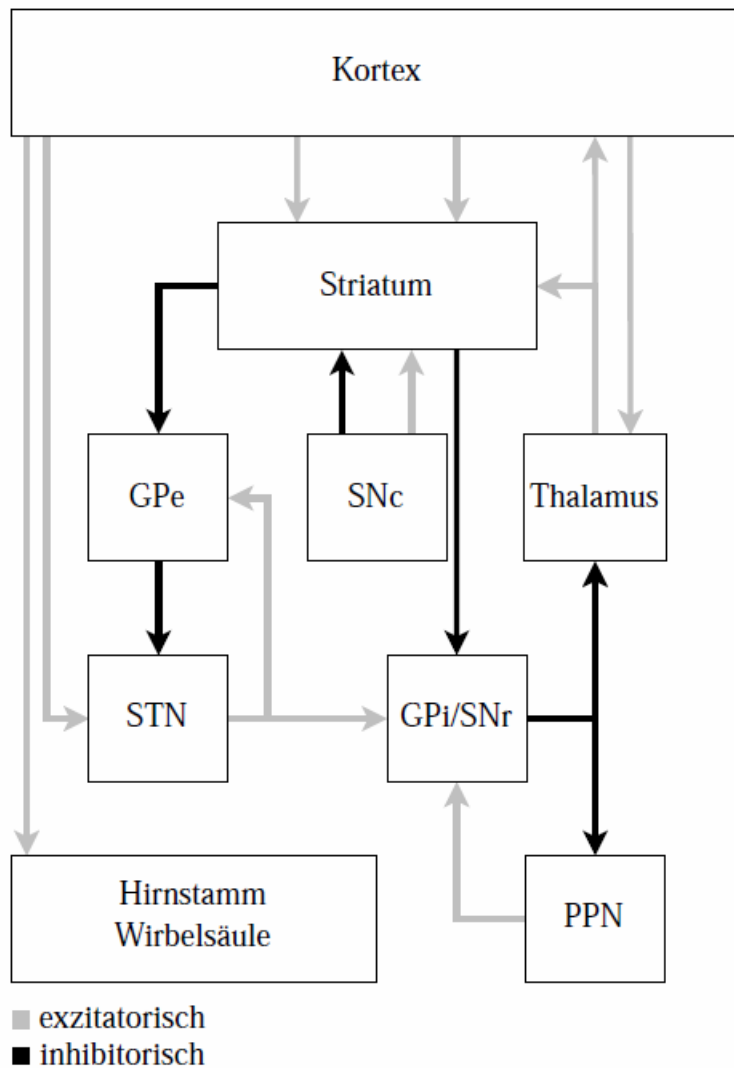 Kortex
Striatum
GPe
SNc
Thalamus
STN
GPi/SNr
Hirnstamm
Wirbelsäule
PPN
exzitatorisch
inhibitorisch